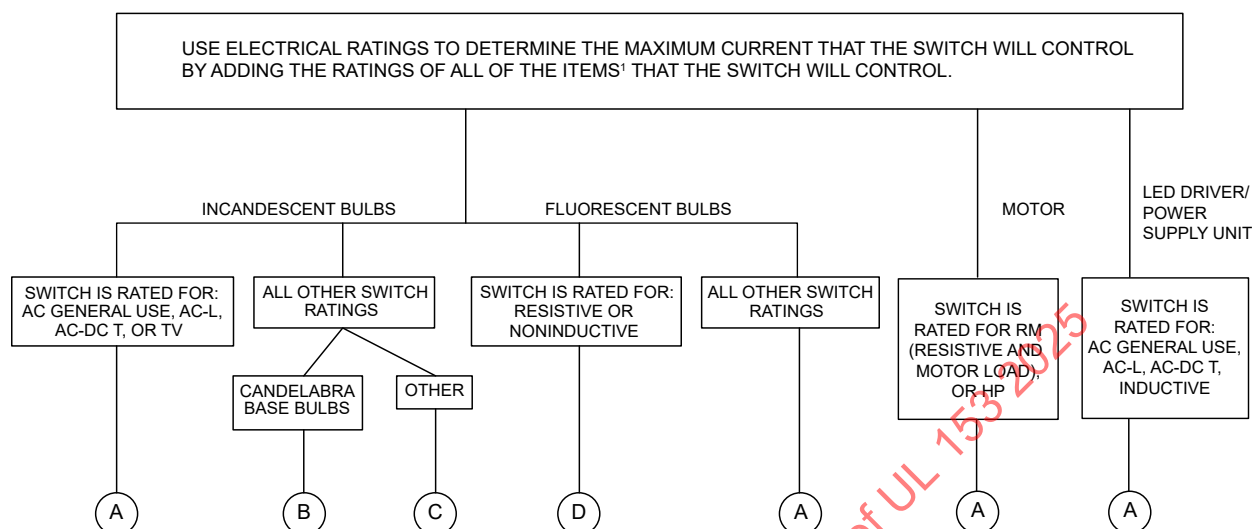 USE ELECTRICAL RATINGS TO DETERMINE THE MAXIMUM CURRENT THAT THE SWITCH WILL CONTROL
BY ADDING THE RATINGS OF ALL OF THE ITEMS¹ THAT THE SWITCH WILL CONTROL.
INCANDESCENT BULBS
FLUORESCENT BULBS
MOTOR
LED DRIVER/
POWER
SUPPLY UNIT
SWITCH IS RATED FOR:
AC GENERAL USE, AC-L,
AC-DC T, OR TV
ALL OTHER SWITCH
RATINGS
SWITCH IS RATED FOR:
RESISTIVE OR
NONINDUCTIVE
ALL OTHER SWITCH
RATINGS
SWITCH IS
RATED FOR RM
(RESISTIVE AND
MOTOR LOAD),
OR HP
SWITCH IS
RATED FOR:
AC GENERAL USE,
AC-L, AC-DC T,
INDUCTIVE
CANDELABRA
BASE BULBS
OTHER
A
B
C
D
A
A
A
of UL 153 2025